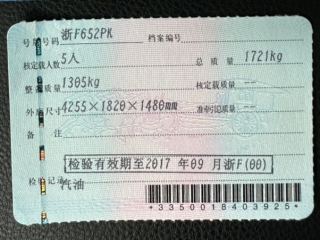 号牌号码 浙F652PK 档案编号
核定载人数 5人 总质量 1721kg
整备质量 1305kg 核定载质量 --
外廓尺寸 4255×1820×1480mm 准牵引总质量 --
备注
检验有效期至2017 年09 月浙F(00)
检验记录 汽油
*3350018403925*